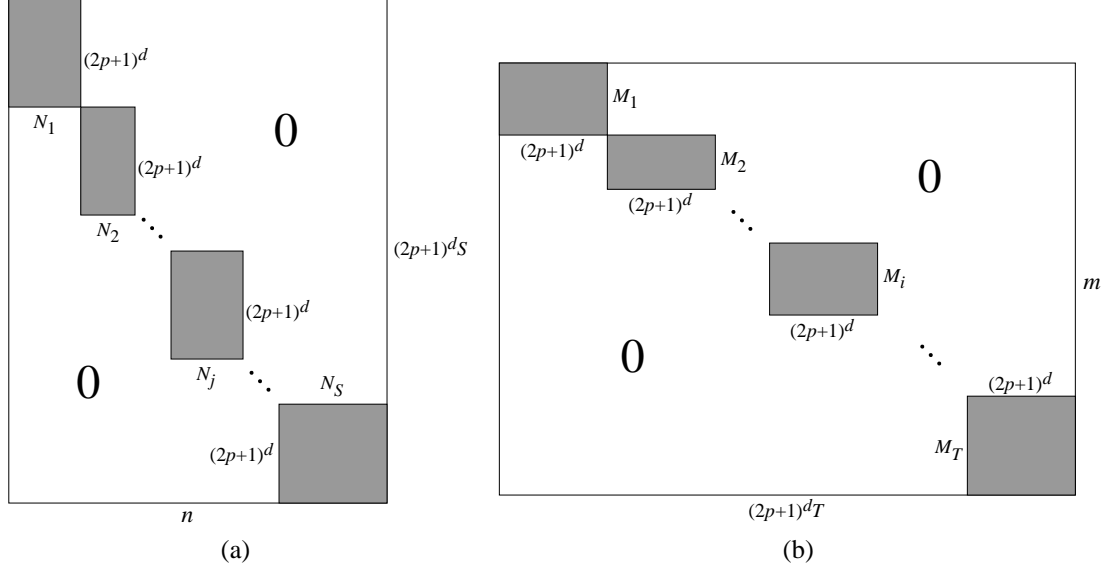 (2p+1)^d
N_1
0
(2p+1)^d
N_2
(2p+1)^d S
(2p+1)^d
0
N_j
N_S
(2p+1)^d
n
(a)
M_1
(2p+1)^d
M_2
0
(2p+1)^d
M_i
m
(2p+1)^d
0
(2p+1)^d
M_T
(2p+1)^d T
(b)